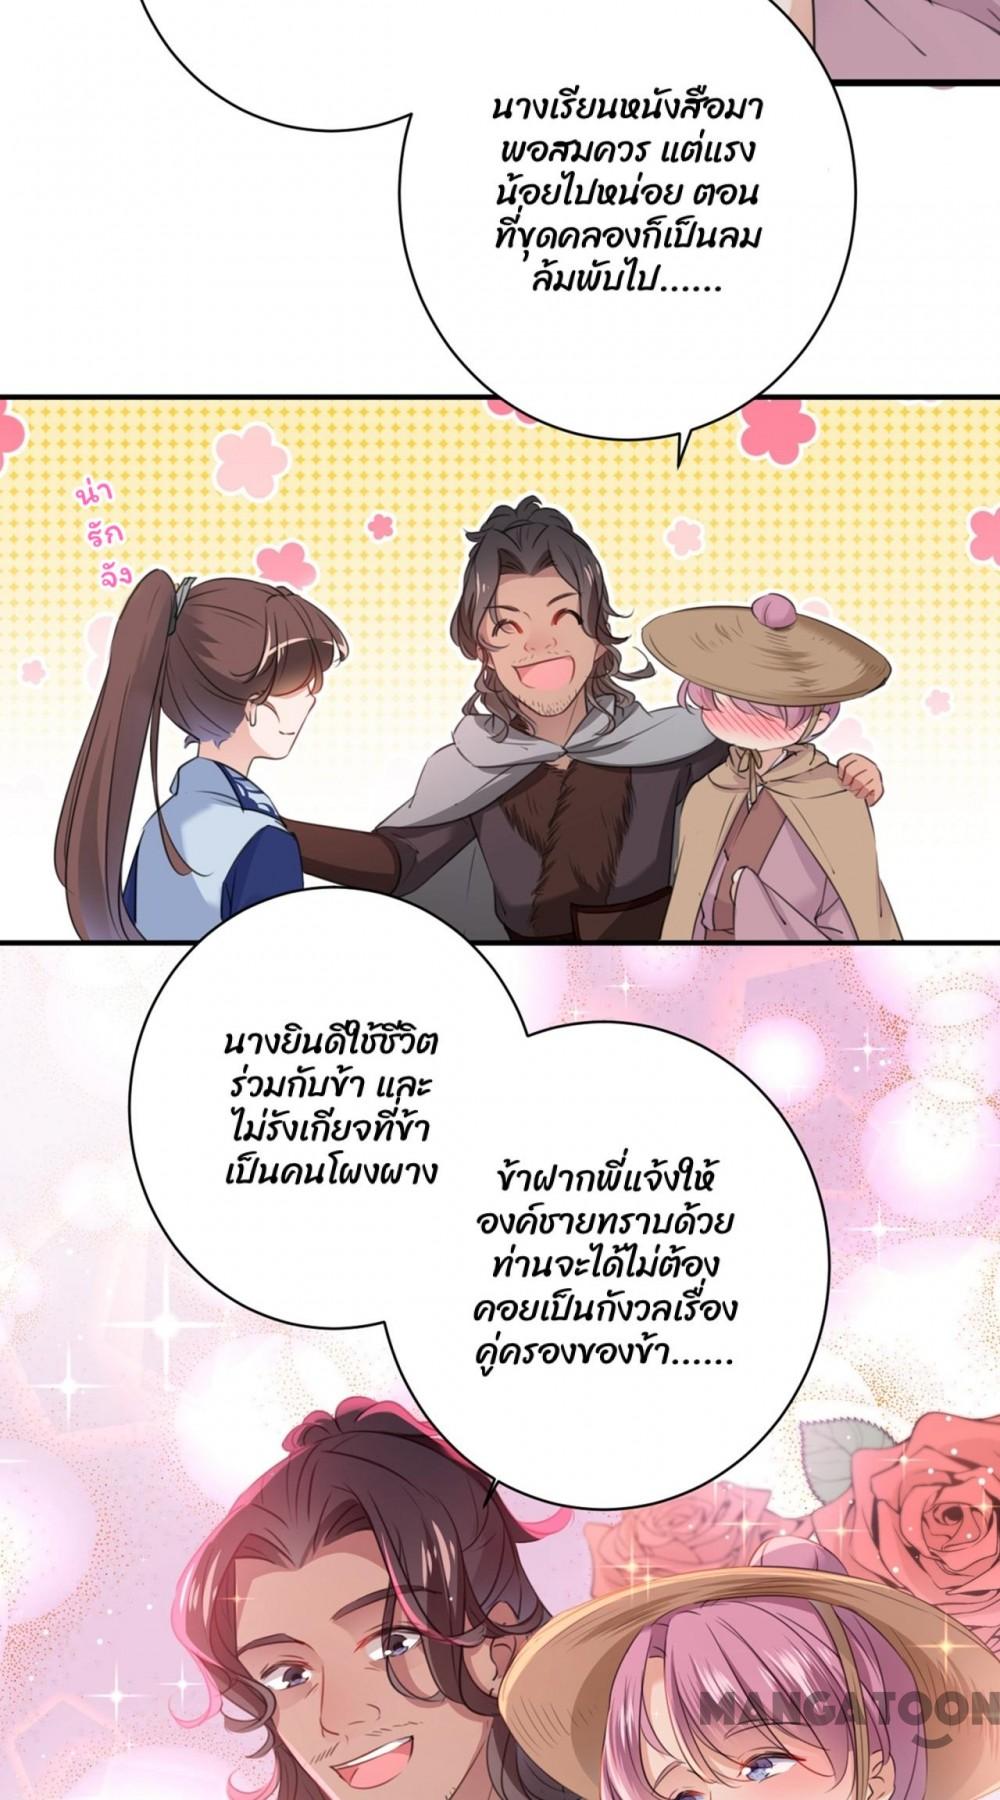 นางเรียนหนังสือมา
พอสมควร แต่แรง
น้อยไปหน่อย ตอน
ที่ขุดคลองก็เป็นลม
ล้มพับไป......
น่า
รัก
จัง
นางยินดีใช้ชีวิต
ร่วมกับข้า และ
ไม่รังเกียจที่ข้า
เป็นคนโผงผาง
ข้าฝากพี่แจ้งให้
องค์ชายทราบด้วย
ท่านจะได้ไม่ต้อง
คอยเป็นกังวลเรื่อง
คู่ครองของข้า......
MANGATOON